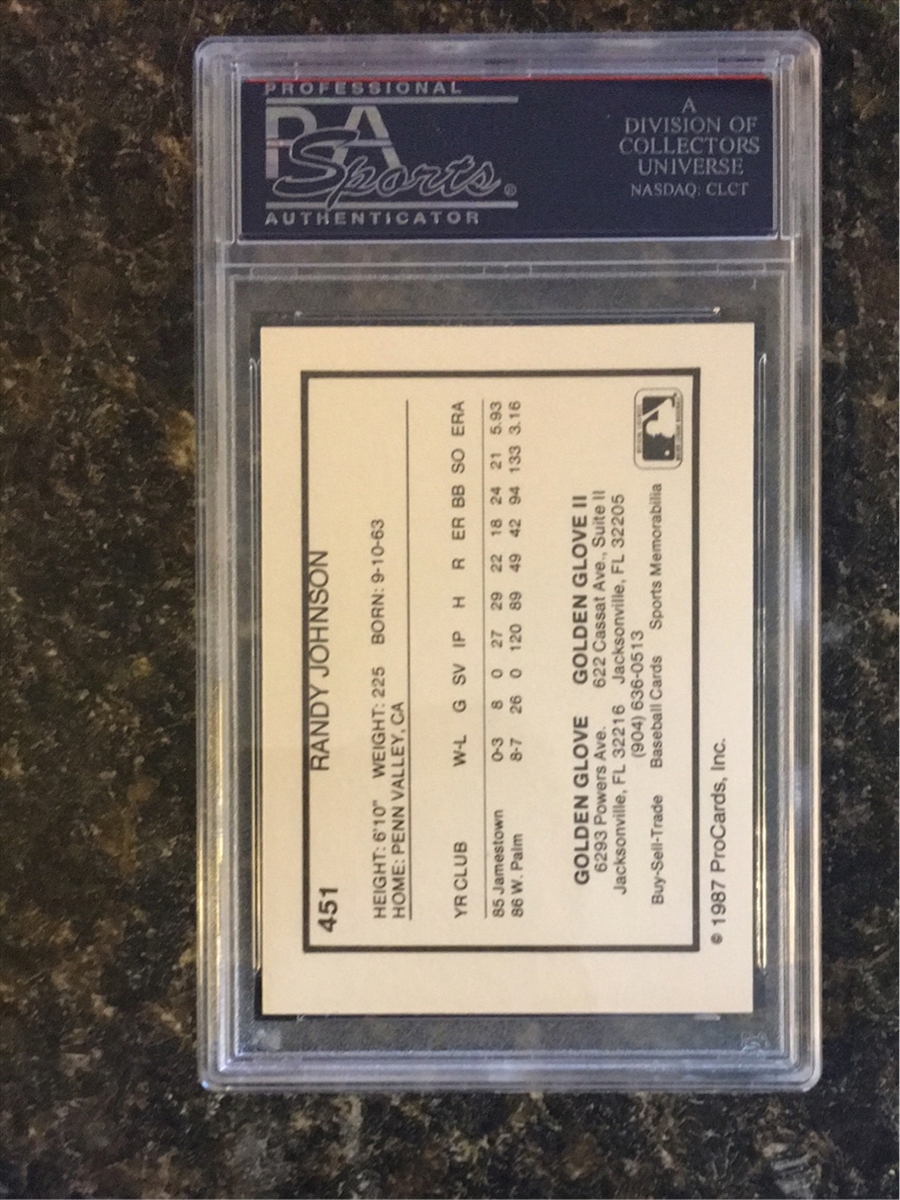 PROFESSIONAL
PSA
Sports®
AUTHENTICATOR
A
DIVISION OF
COLLECTORS
UNIVERSE
NASDAQ: CLCT
451 RANDY JOHNSON
HEIGHT: 6'10" WEIGHT: 225 BORN: 9-10-63
HOME: PENN VALLEY, CA
YR CLUB W-L G SV IP H R ER BB SO ERA
85 Jamestown 0-3 8 0 27 29 22 18 24 21 5.93
86 W. Palm 8-7 26 0 120 89 49 42 94 133 3.16
GOLDEN GLOVE GOLDEN GLOVE II
6293 Powers Ave. 622 Cassat Ave., Suite II
Jacksonville, FL 32216 Jacksonville, FL 32205
(904) 636-0513
Buy-Sell-Trade Baseball Cards Sports Memorabilia
© 1987 ProCards, Inc.